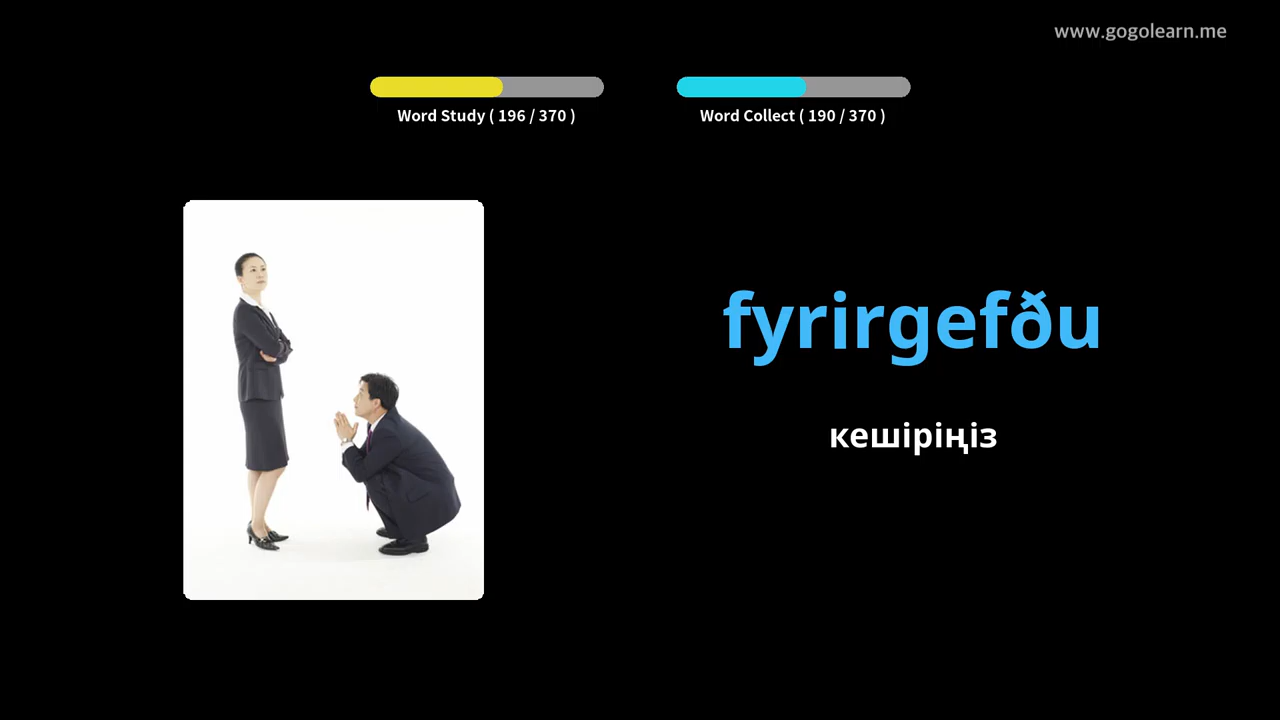 www.gogolearn.me
Word Study ( 196 / 370 )
Word Collect ( 190 / 370 )
fyrirgefðu
кешіріңіз